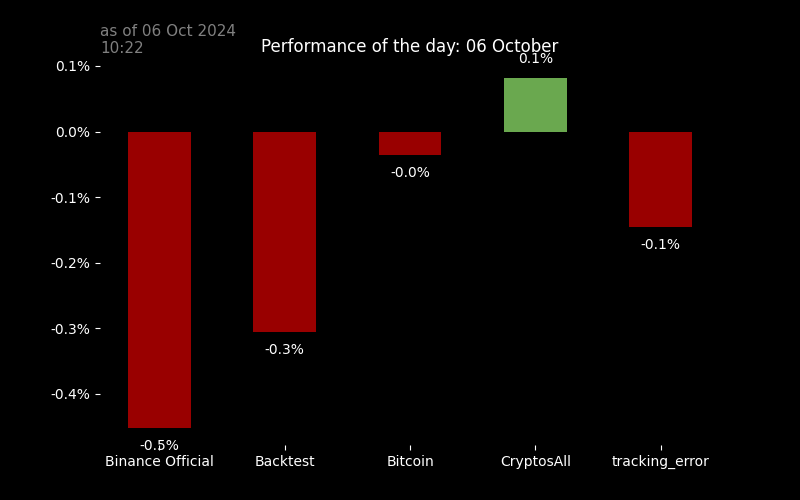 as of 06 Oct 2024
10:22
Performance of the day: 06 October
0.1%
0.1%
0.0%
-0.0%
-0.1%
-0.1%
-0.2%
-0.3%
-0.3%
-0.4%
-0.5%
Binance Official
Backtest
Bitcoin
CryptosAll
tracking_error